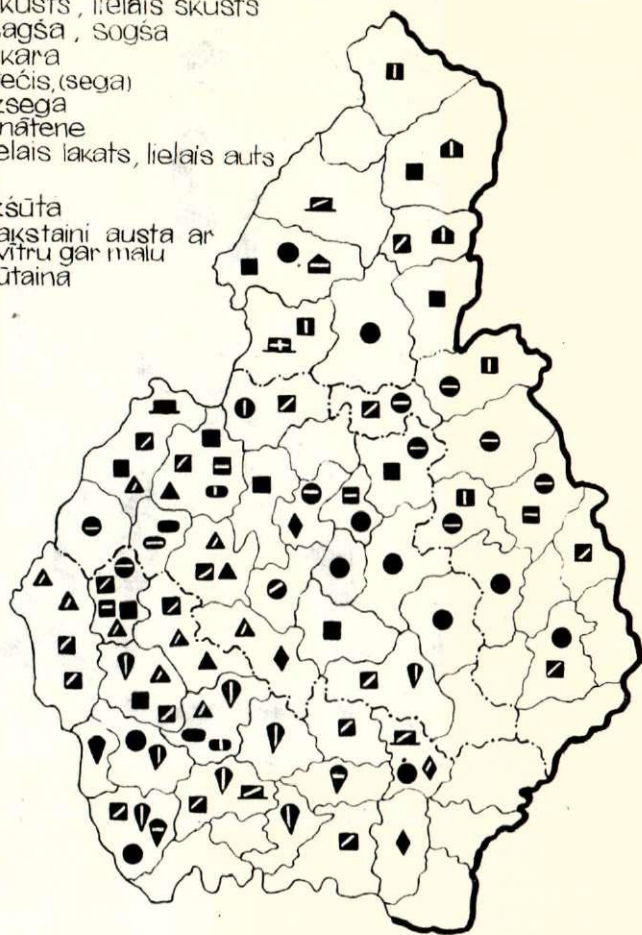 kusts, lielais skusts
agša, sogša
kara
ečis, (sega)
zsega
nātene
elais lakats, lielais auts
kšūta
akstaini austa ar
vītru gar malu
ūtaina